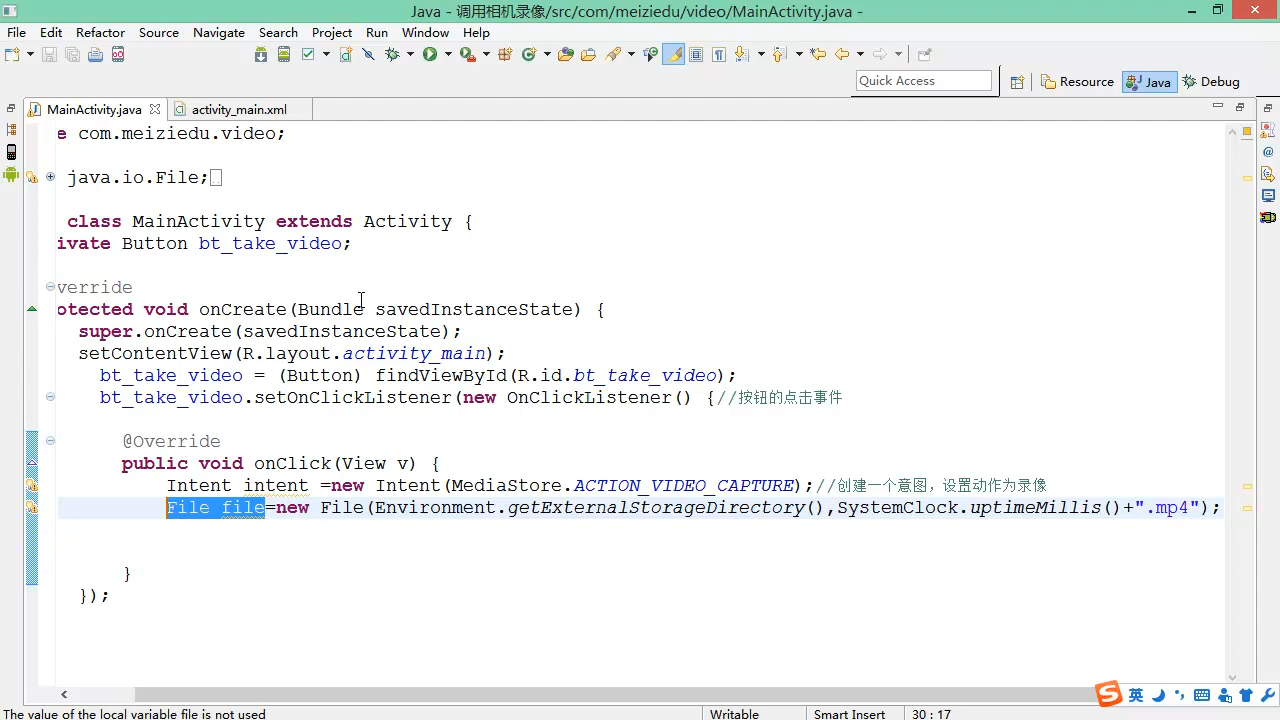 Java - 调用相机录像/src/com/meiziedu/video/MainActivity.java -
File Edit Refactor Source Navigate Search Project Run Window Help
Quick Access
Resource
Java
Debug
MainActivity.java
activity_main.xml
e com.meiziedu.video;
java.io.File;
class MainActivity extends Activity {
ivate Button bt_take_video;
verride
otected void onCreate(Bundle savedInstanceState) {
super.onCreate(savedInstanceState);
setContentView(R.layout.activity_main);
bt_take_video = (Button) findViewById(R.id.bt_take_video);
bt_take_video.setOnClickListener(new OnClickListener() {//按钮的点击事件
@Override
public void onClick(View v) {
Intent intent =new Intent(MediaStore.ACTION_VIDEO_CAPTURE);//创建一个意图，设置动作为录像
File file=new File(Environment.getExternalStorageDirectory(),SystemClock.uptimeMillis()+".mp4");
}
});
英
The value of the local variable file is not used
Writable
Smart Insert
30 : 17